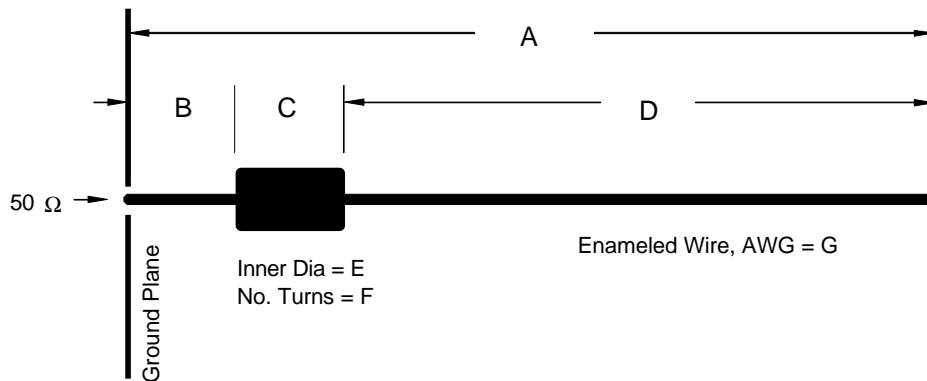 A
B
C
D
50 Ω
Enameled Wire, AWG = G
Inner Dia = E
No. Turns = F
Ground Plane